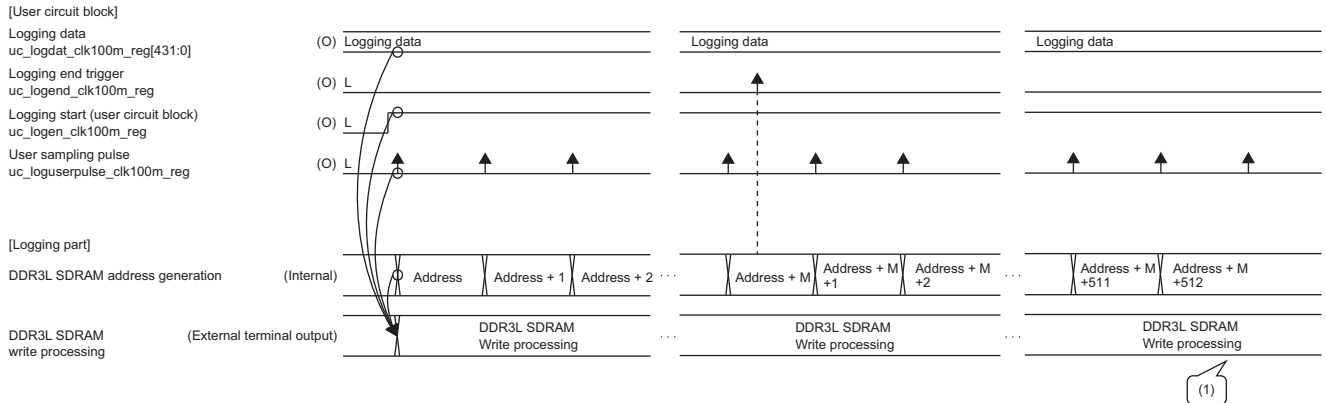 [User circuit block]
Logging data
uc_logdat_clk100m_reg[431:0]
(O) Logging data
Logging data
Logging data
Logging end trigger
uc_logend_clk100m_reg
(O) L
Logging start (user circuit block)
uc_logen_clk100m_reg
(O) L
User sampling pulse
uc_loguserpulse_clk100m_reg
(O) L
[Logging part]
DDR3L SDRAM address generation (Internal)
Address
Address + 1
Address + 2
...
Address + M
Address + M
+1
Address + M
+2
...
Address + M
+511
Address + M
+512
DDR3L SDRAM
write processing
(External terminal output)
DDR3L SDRAM
Write processing
...
DDR3L SDRAM
Write processing
...
DDR3L SDRAM
Write processing
(1)